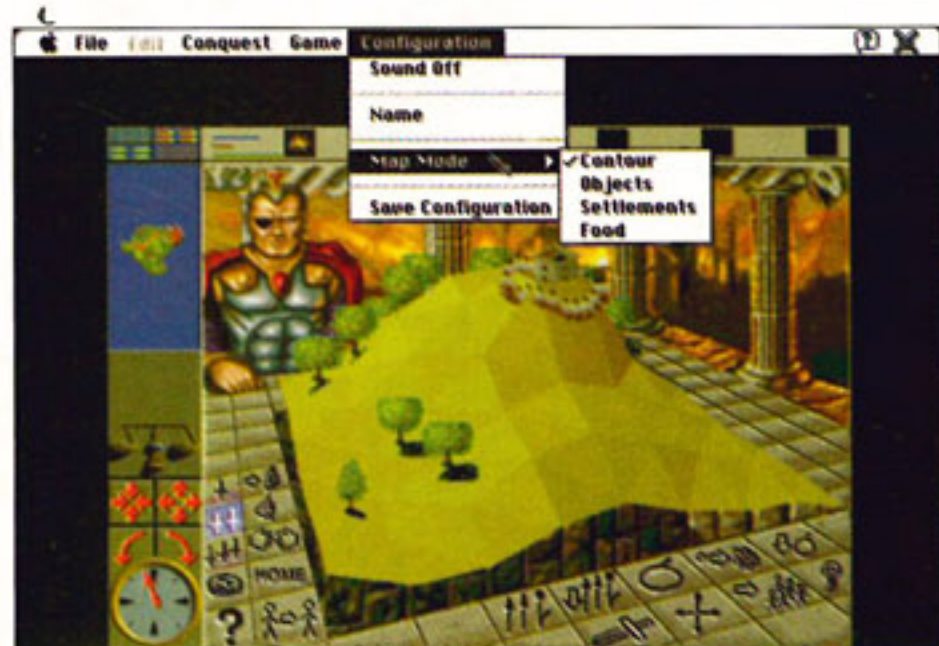 File Edit Conquest Game Configuration
Sound Off
Name
Map Mode
Save Configuration
✓Contour
Objects
Settlements
Food
HOME
?